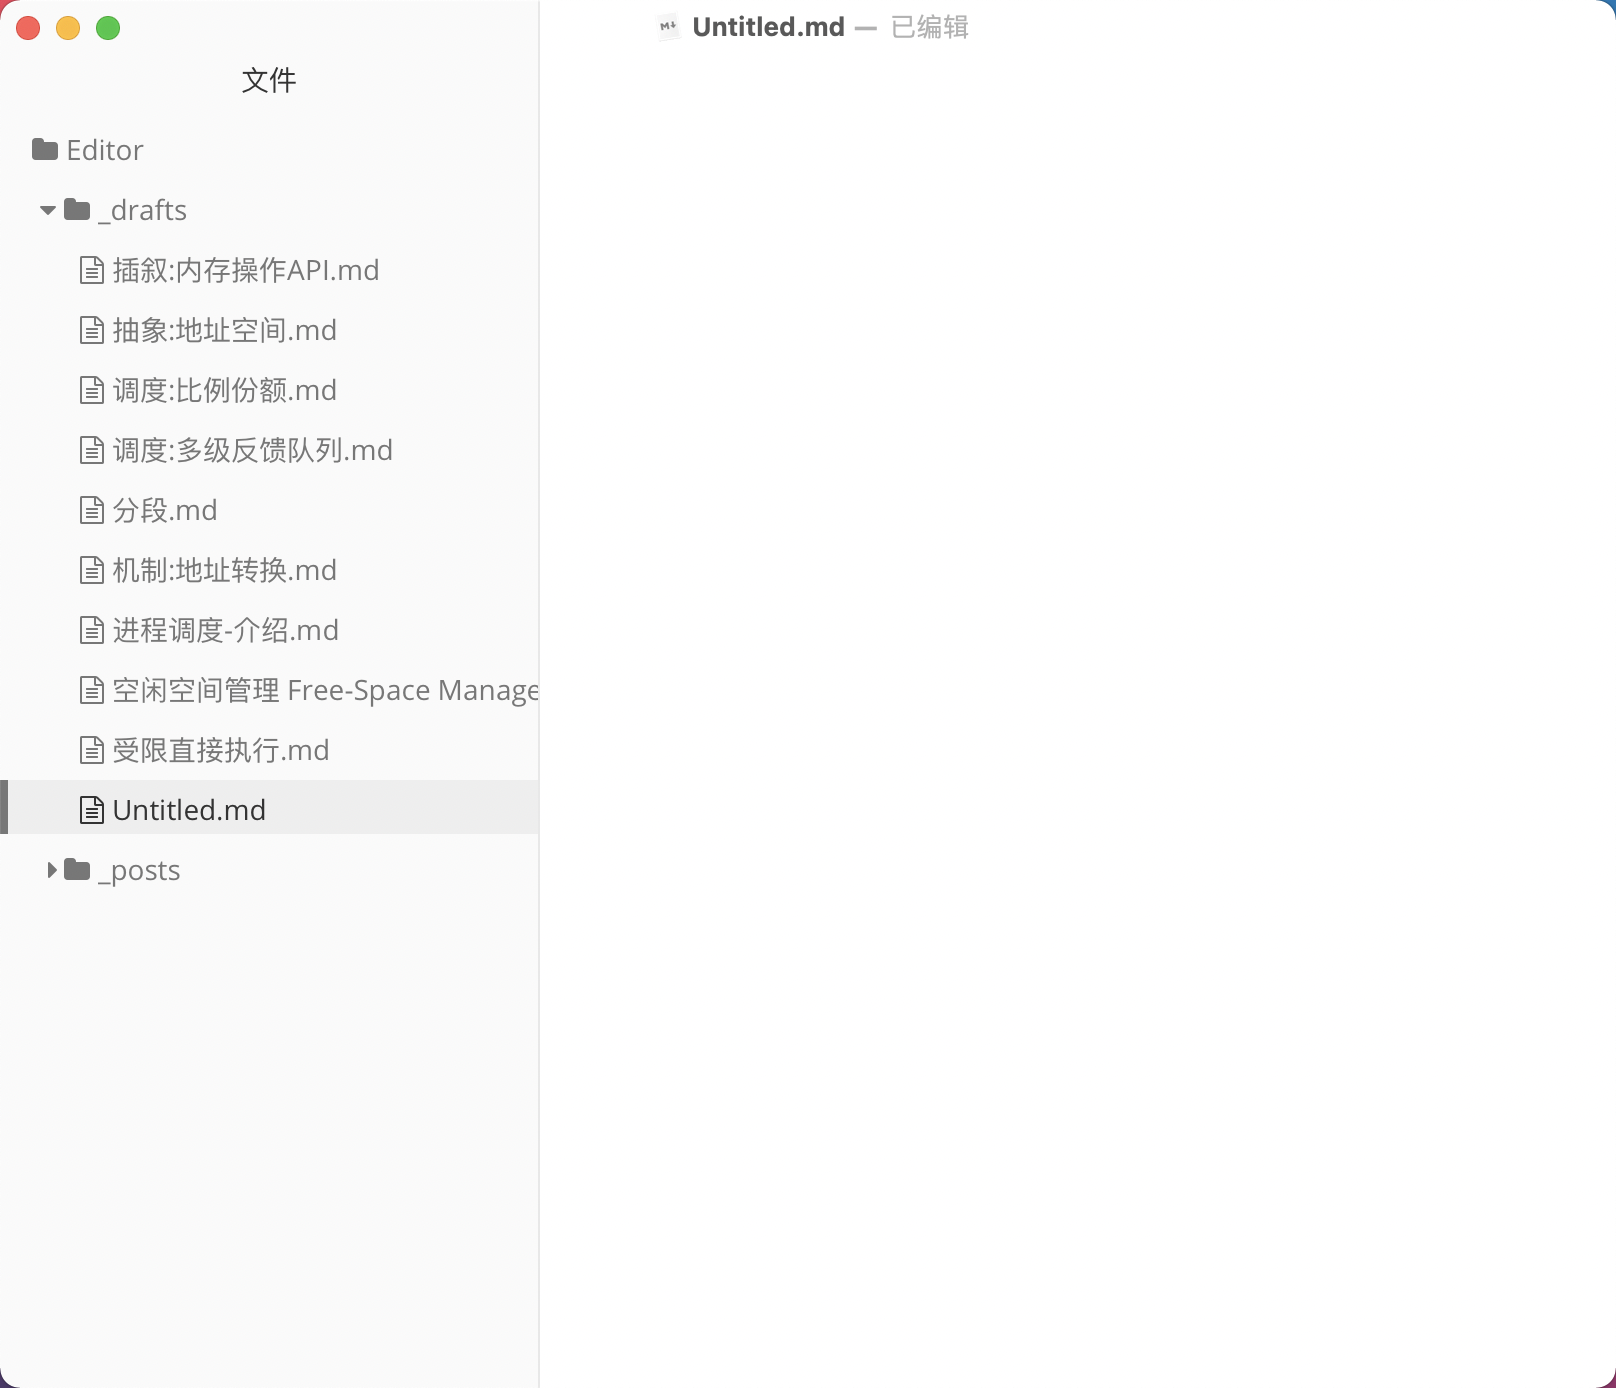 Untitled.md — 已编辑
文件
Editor
_drafts
插叙:内存操作API.md
抽象:地址空间.md
调度:比例份额.md
调度:多级反馈队列.md
分段.md
机制:地址转换.md
进程调度-介绍.md
空闲空间管理 Free-Space Manage
受限直接执行.md
Untitled.md
_posts